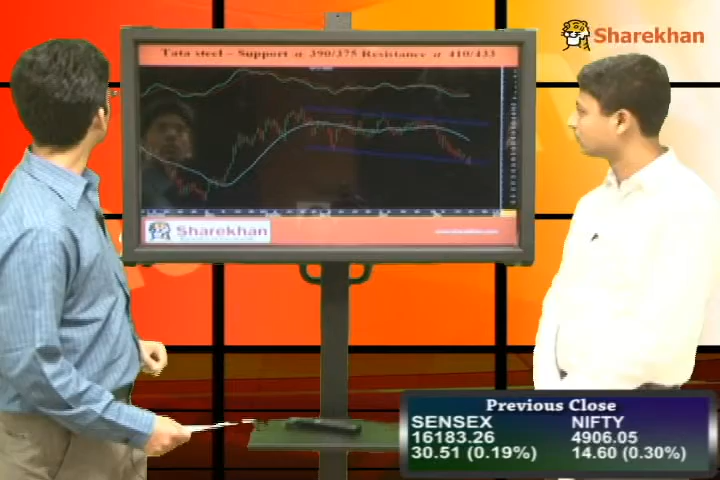 Tata steel - Support @ 390/375 Resistance @ 410/433
Sharekhan
Sharekhan
Previous Close
SENSEX NIFTY
16183.26 4906.05
30.51 (0.19%) 14.60 (0.30%)